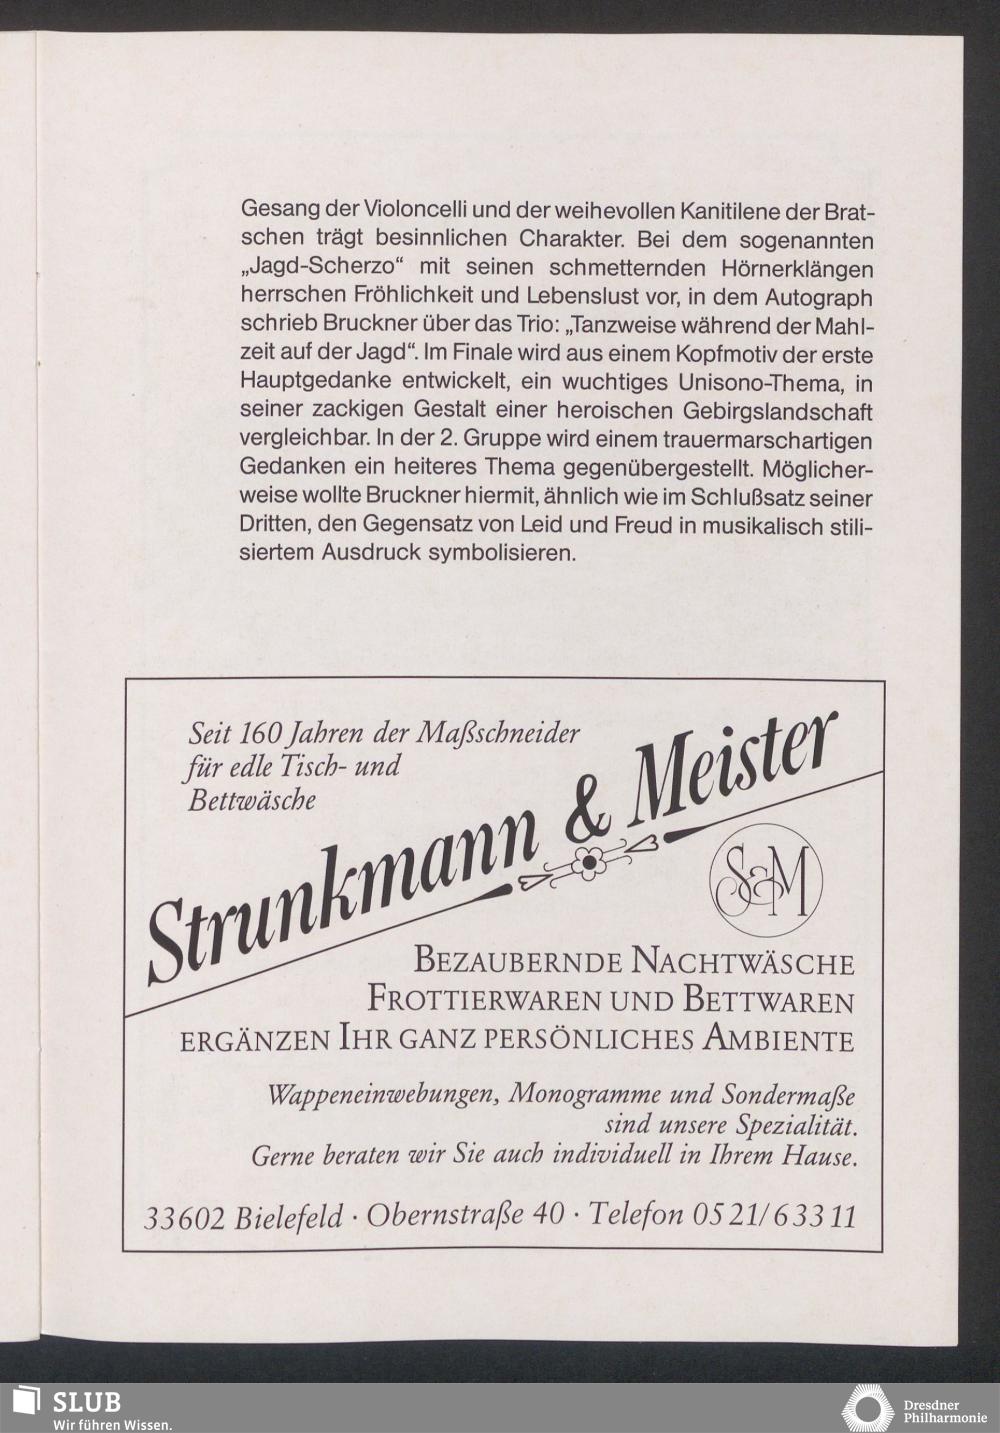 Gesang der Violoncelli und der weihevollen Kanitilene der Brat-
schen trägt besinnlichen Charakter. Bei dem sogenannten
„Jagd-Scherzo“ mit seinen schmetternden Hörnerklängen
herrschen Fröhlichkeit und Lebenslust vor, in dem Autograph
schrieb Bruckner über das Trio: „Tanzweise während der Mahl-
zeit auf der Jagd“. Im Finale wird aus einem Kopfmotiv der erste
Hauptgedanke entwickelt, ein wuchtiges Unisono-Thema, in
seiner zackigen Gestalt einer heroischen Gebirgslandschaft
vergleichbar. In der 2. Gruppe wird einem trauermarschartigen
Gedanken ein heiteres Thema gegenübergestellt. Möglicher-
weise wollte Bruckner hiermit, ähnlich wie im Schlußsatz seiner
Dritten, den Gegensatz von Leid und Freud in musikalisch stili-
siertem Ausdruck symbolisieren.
Seit 160 Jahren der Maßschneider
für edle Tisch- und
Bettwäsche
Strunkmann & Meister
S&M
BEZAUBERNDE NACHTWÄSCHE
FROTTIERWAREN UND BETTWAREN
ERGÄNZEN IHR GANZ PERSÖNLICHES AMBIENTE
Wappeneinwebungen, Monogramme und Sondermaße
sind unsere Spezialität.
Gerne beraten wir Sie auch individuell in Ihrem Hause.
33602 Bielefeld · Obernstraße 40 · Telefon 05 21/6 33 11
SLUB
Wir führen Wissen.
Dresdner
Philharmonie